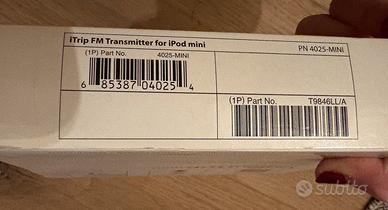 iTrip FM Transmitter for iPod mini
PN 4025-MINI
(1P) Part No.
4025-MINI
6 85387 04025 4
(1P) Part No.
T9846LL/A
subito